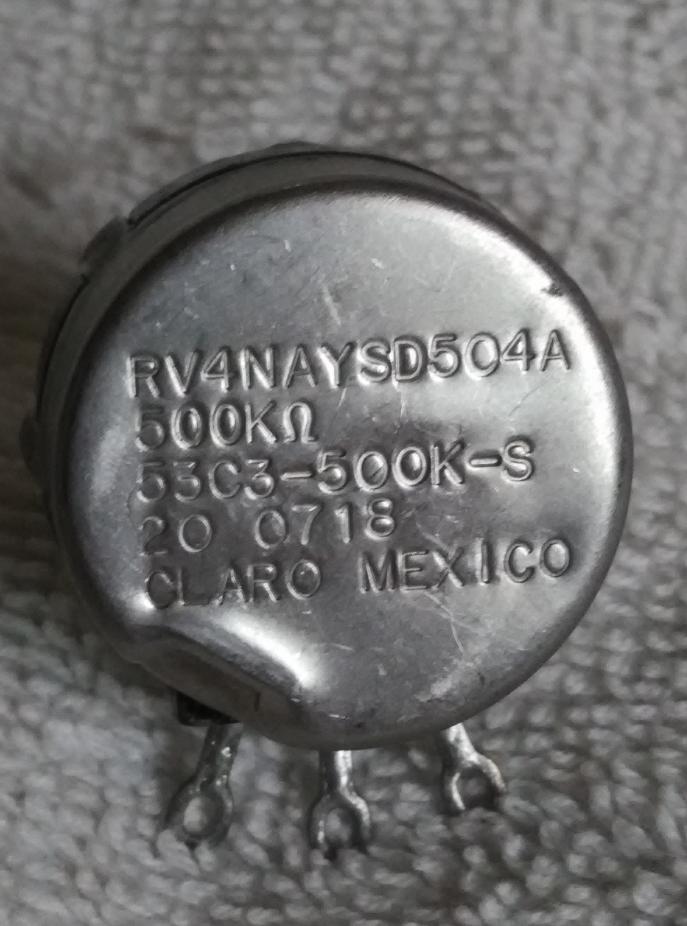 RV4NAYSD504A
500KΩ
53C3-500K-S
20 0718
CLARO MEXICO